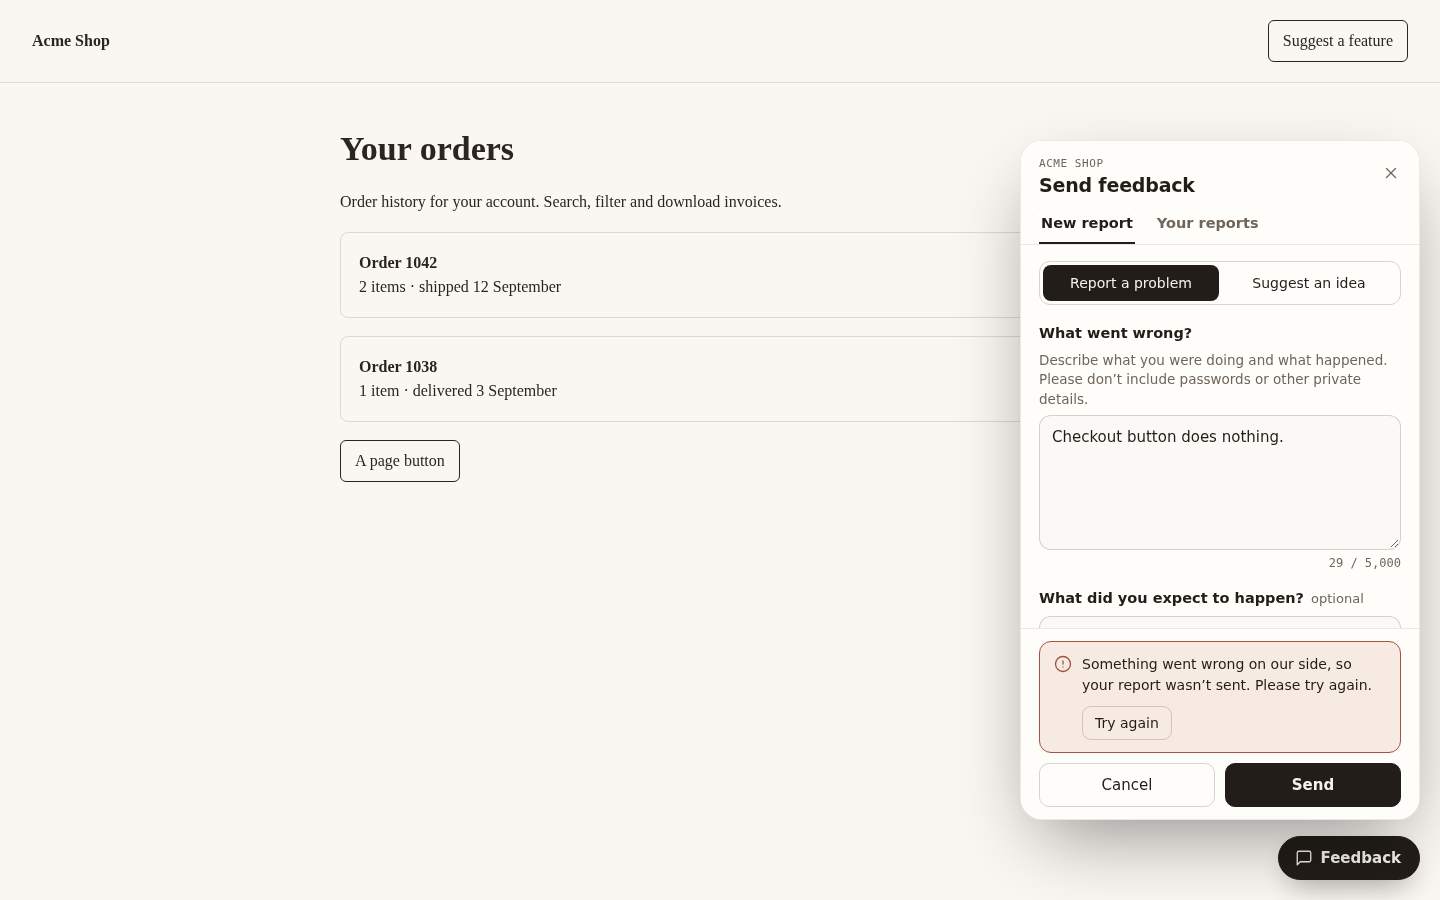 Acme Shop
Suggest a feature
Your orders
Order history for your account. Search, filter and download invoices.
Order 1042
2 items · shipped 12 September
Order 1038
1 item · delivered 3 September
A page button
ACME SHOP
Send feedback
New report
Your reports
Report a problem
Suggest an idea
What went wrong?
Describe what you were doing and what happened.
Please don’t include passwords or other private
details.
Checkout button does nothing.
29 / 5,000
What did you expect to happen? optional
Something went wrong on our side, so
your report wasn’t sent. Please try again.
Try again
Cancel
Send
Feedback